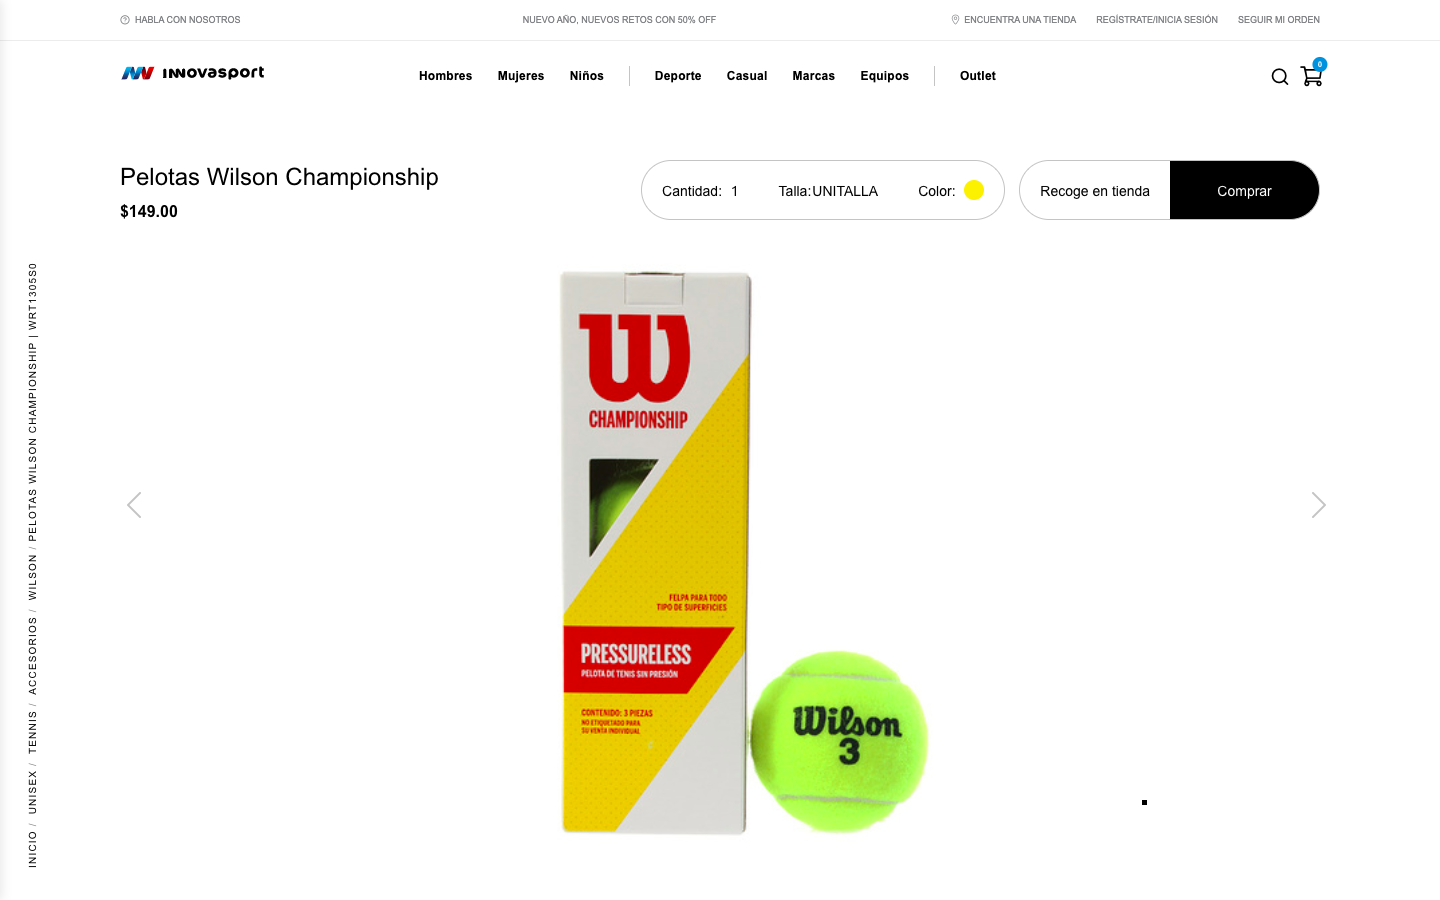 HABLA CON NOSOTROS
NUEVO AÑO, NUEVOS RETOS CON 50% OFF
ENCUENTRA UNA TIENDA
REGÍSTRATE/INICIA SESIÓN
SEGUIR MI ORDEN
innovasport
Hombres
Mujeres
Niños
Deporte
Casual
Marcas
Equipos
Outlet
0
Pelotas Wilson Championship
$149.00
Cantidad: 1
Talla:UNITALLA
Color:
Recoge en tienda
Comprar
INICIO / UNISEX / TENNIS / ACCESORIOS / WILSON / PELOTAS WILSON CHAMPIONSHIP | WRT1305S0
W
CHAMPIONSHIP
FELPA PARA TODO
TIPO DE SUPERFICIES
PRESSURELESS
PELOTA DE TENIS SIN PRESIÓN
CONTENIDO: 3 PIEZAS
NO ETIQUETADO PARA
SU VENTA INDIVIDUAL
Wilson
3